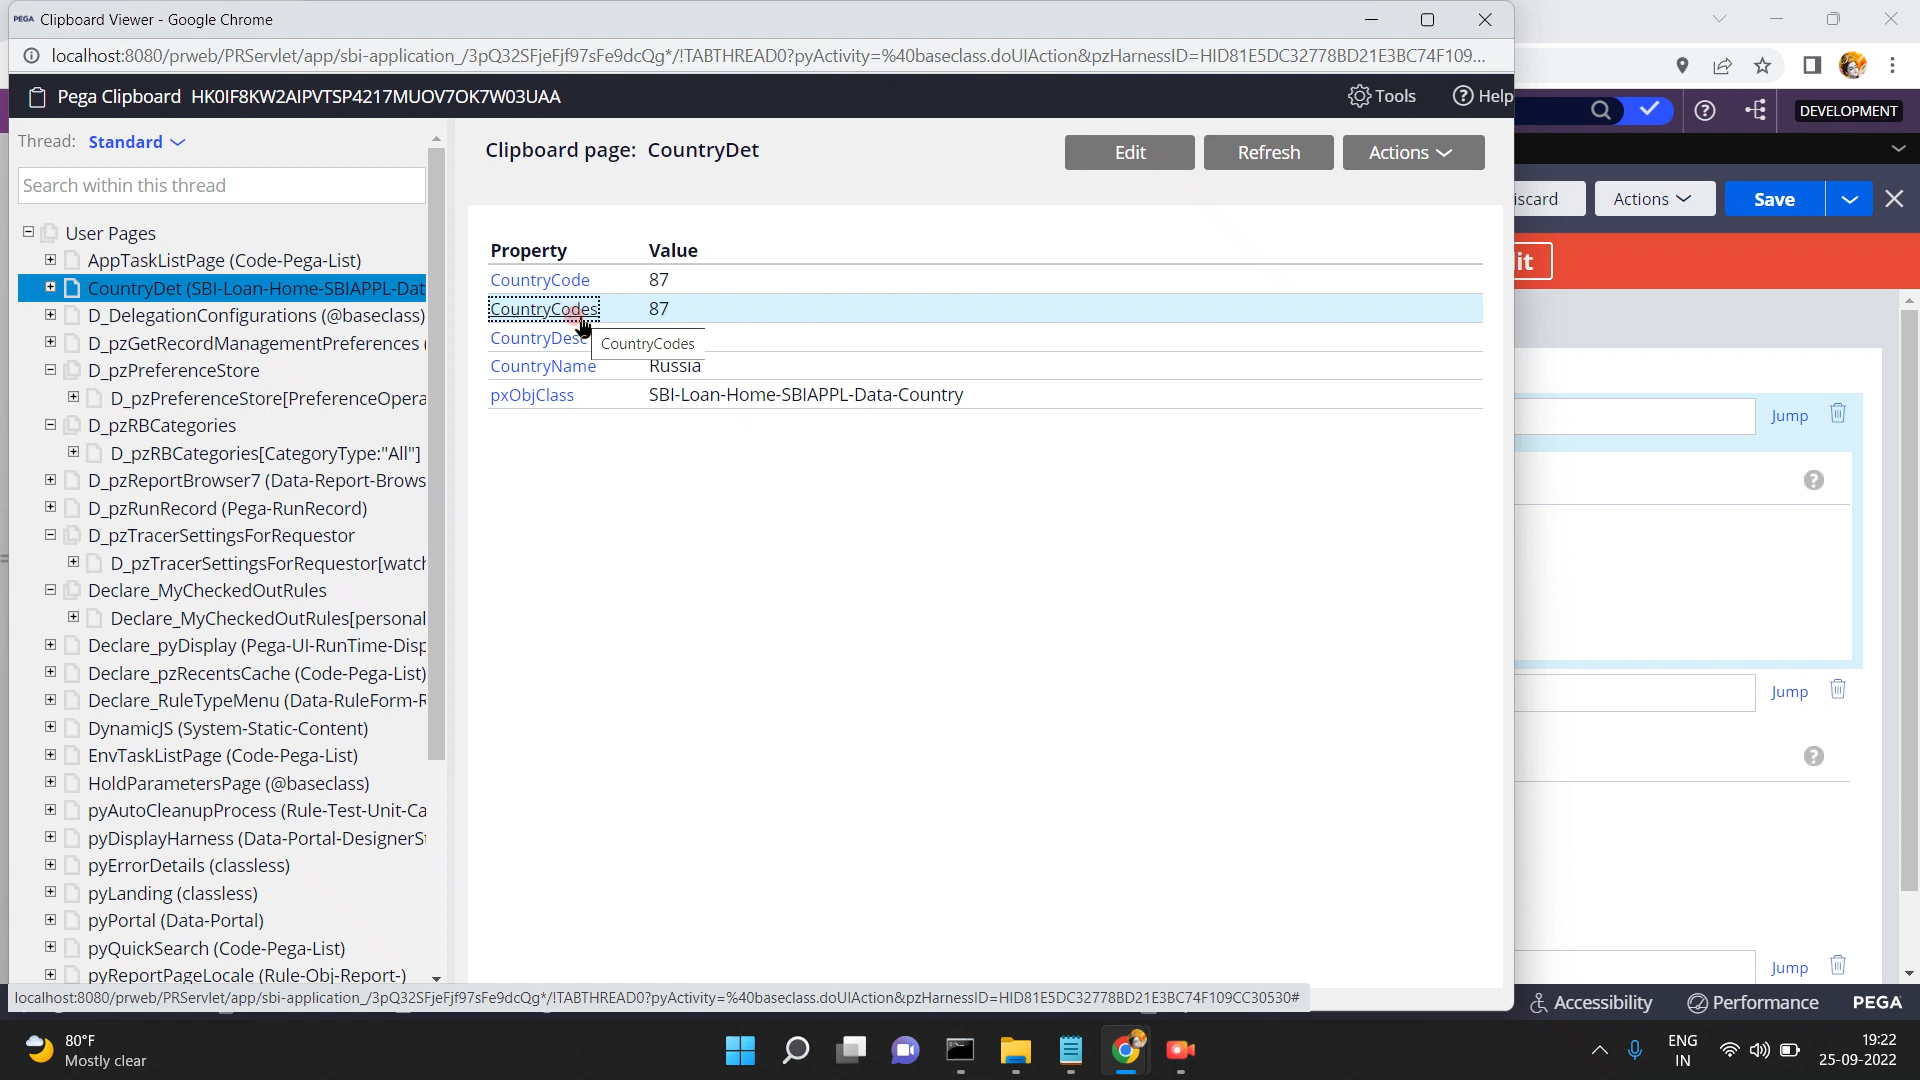 PEGA Clipboard Viewer - Google Chrome
localhost:8080/prweb/PRServlet/app/sbi-application_/3pQ32SFjeFjf97sFe9dcQg*/!TABTHREAD0?pyActivity=%40baseclass.doUIAction&pzHarnessID=HID81E5DC32778BD21E3BC74F109...
Pega Clipboard HK0IF8KW2AIPVTSP4217MUOV7OK7W03UAA
Tools
Help
DEVELOPMENT
Thread: Standard
Search within this thread
Clipboard page: CountryDet
Edit
Refresh
Actions
iscard
Actions
Save
it
User Pages
AppTaskListPage (Code-Pega-List)
CountryDet (SBI-Loan-Home-SBIAPPL-Dat
D_DelegationConfigurations (@baseclass)
D_pzGetRecordManagementPreferences (
D_pzPreferenceStore
D_pzPreferenceStore[PreferenceOpera
D_pzRBCategories
D_pzRBCategories[CategoryType:"All"]
D_pzReportBrowser7 (Data-Report-Brows
D_pzRunRecord (Pega-RunRecord)
D_pzTracerSettingsForRequestor
D_pzTracerSettingsForRequestor[watch
Declare_MyCheckedOutRules
Declare_MyCheckedOutRules[personal
Declare_pyDisplay (Pega-UI-RunTime-Disp
Declare_pzRecentsCache (Code-Pega-List)
Declare_RuleTypeMenu (Data-RuleForm-R
DynamicJS (System-Static-Content)
EnvTaskListPage (Code-Pega-List)
HoldParametersPage (@baseclass)
pyAutoCleanupProcess (Rule-Test-Unit-Ca
pyDisplayHarness (Data-Portal-DesignerSt
pyErrorDetails (classless)
pyLanding (classless)
pyPortal (Data-Portal)
pyQuickSearch (Code-Pega-List)
pyReportPageLocale (Rule-Obj-Report-)
Property Value
CountryCode 87
CountryCodes 87
CountryDesc
CountryCodes
CountryName Russia
pxObjClass SBI-Loan-Home-SBIAPPL-Data-Country
Jump
Jump
Jump
localhost:8080/prweb/PRServlet/app/sbi-application_/3pQ32SFjeFjf97sFe9dcQg*/!TABTHREAD0?pyActivity=%40baseclass.doUIAction&pzHarnessID=HID81E5DC32778BD21E3BC74F109CC30530#
Accessibility
Performance
PEGA
80°F
Mostly clear
ENG
IN
19:22
25-09-2022